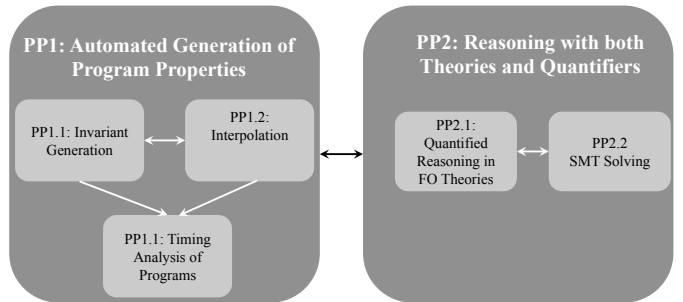 PP1: Automated Generation of
Program Properties
PP1.1: Invariant
Generation
PP1.2:
Interpolation
PP1.1: Timing
Analysis of
Programs
PP2: Reasoning with both
Theories and Quantifiers
PP2.1:
Quantified
Reasoning in
FO Theories
PP2.2
SMT Solving